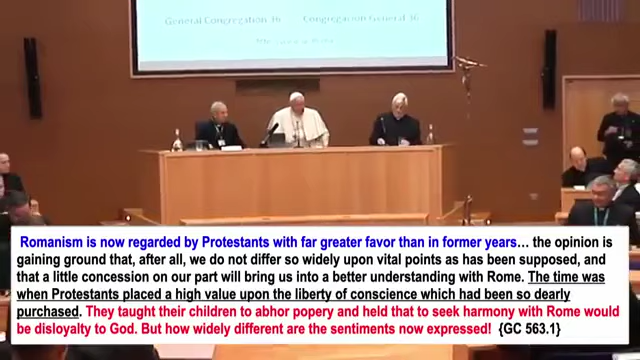 General Congregation 36 Congregación General 36
Romanism is now regarded by Protestants with far greater favor than in former years… the opinion is
gaining ground that, after all, we do not differ so widely upon vital points as has been supposed, and
that a little concession on our part will bring us into a better understanding with Rome. The time was
when Protestants placed a high value upon the liberty of conscience which had been so dearly
purchased. They taught their children to abhor popery and held that to seek harmony with Rome would
be disloyalty to God. But how widely different are the sentiments now expressed! {GC 563.1}